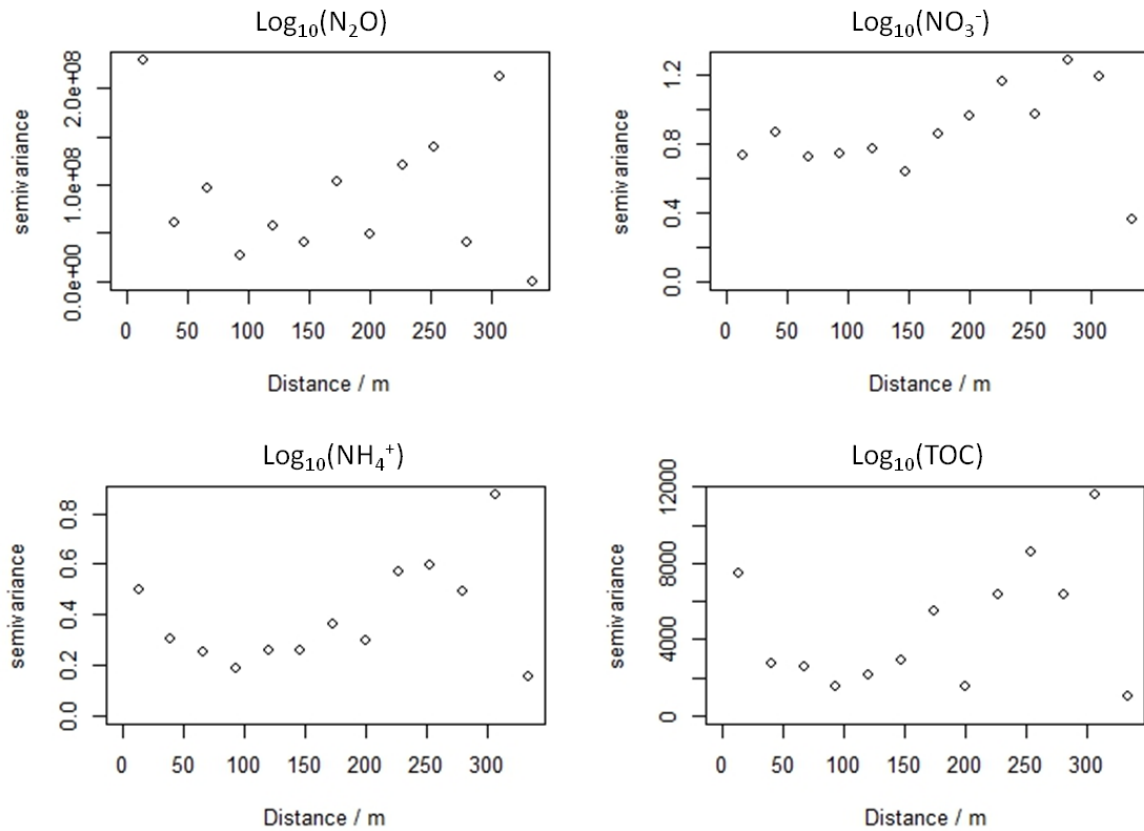 Log₁₀(N₂O)
semivariance
0.0e+00 1.0e+08 2.0e+08
0 50 100 150 200 250 300
Distance / m
Log₁₀(NO₃⁻)
semivariance
0.0 0.4 0.8 1.2
0 50 100 150 200 250 300
Distance / m
Log₁₀(NH₄⁺)
semivariance
0.0 0.2 0.4 0.6 0.8
0 50 100 150 200 250 300
Distance / m
Log₁₀(TOC)
semivariance
0 4000 8000 12000
0 50 100 150 200 250 300
Distance / m